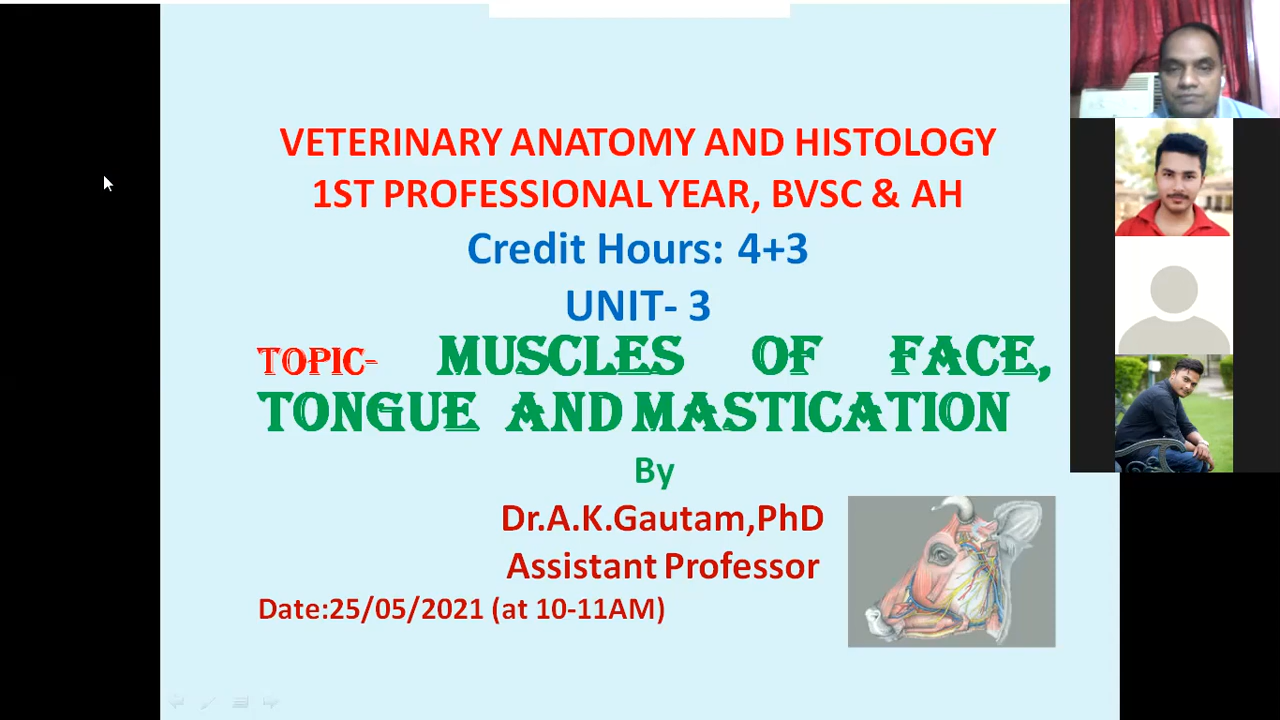 VETERINARY ANATOMY AND HISTOLOGY
1ST PROFESSIONAL YEAR, BVSC & AH
Credit Hours: 4+3
UNIT- 3
TOPIC- MUSCLES OF FACE,
TONGUE AND MASTICATION
By
Dr.A.K.Gautam,PhD
Assistant Professor
Date:25/05/2021 (at 10-11AM)